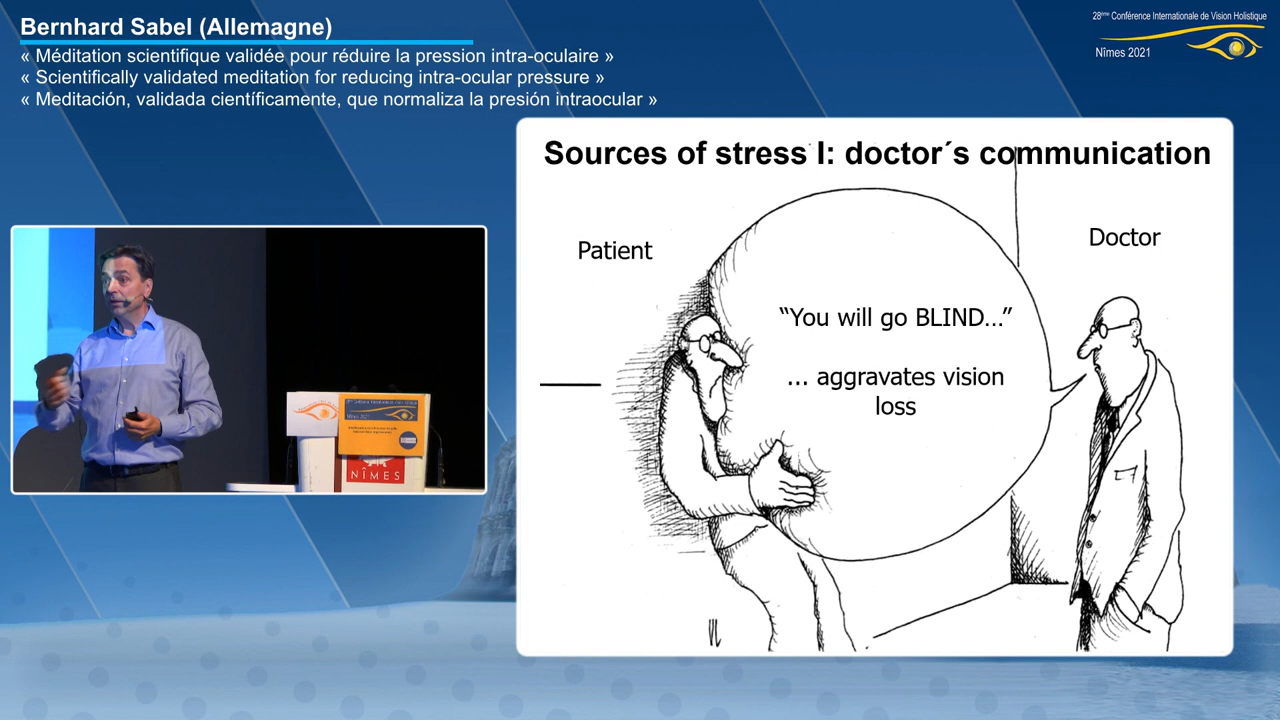 Bernhard Sabel (Allemagne)
« Méditation scientifique validée pour réduire la pression intra-oculaire »
« Scientifically validated meditation for reducing intra-ocular pressure »
« Meditación, validada científicamente, que normaliza la presión intraocular »
28ème Conférence Internationale de Vision Holistique
Nîmes 2021
Sources of stress I: doctor´s communication
Patient
Doctor
“You will go BLIND…”
... aggravates vision
loss
NÎMES